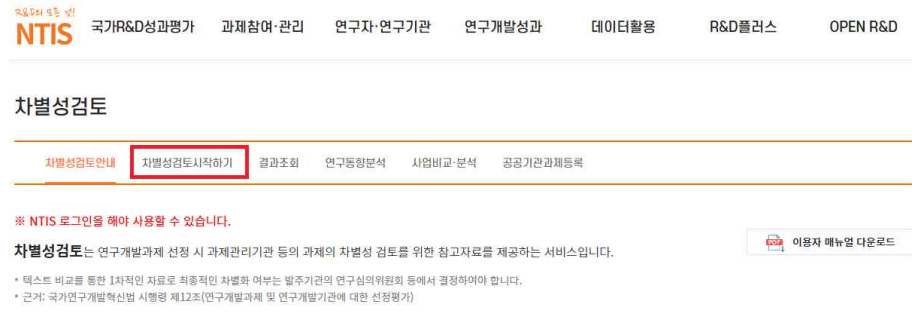 R&D의 모든 것!
NTIS 국가R&D성과평가 과제참여·관리 연구자·연구기관 연구개발성과 데이터활용 R&D플러스 OPEN R&D
차별성검토
차별성검토안내 차별성검토시작하기 결과조회 연구동향분석 사업비교·분석 공공기관과제등록
※ NTIS 로그인을 해야 사용할 수 있습니다.
차별성검토는 연구개발과제 선정 시 과제관리기관 등의 과제의 차별성 검토를 위한 참고자료를 제공하는 서비스입니다.
PDF 이용자 매뉴얼 다운로드
* 텍스트 비교를 통한 1차적인 자료로 최종적인 차별화 여부는 발주기관의 연구심의위원회 등에서 결정하여야 합니다.
* 근거: 국가연구개발혁신법 시행령 제12조(연구개발과제 및 연구개발기관에 대한 선정평가)